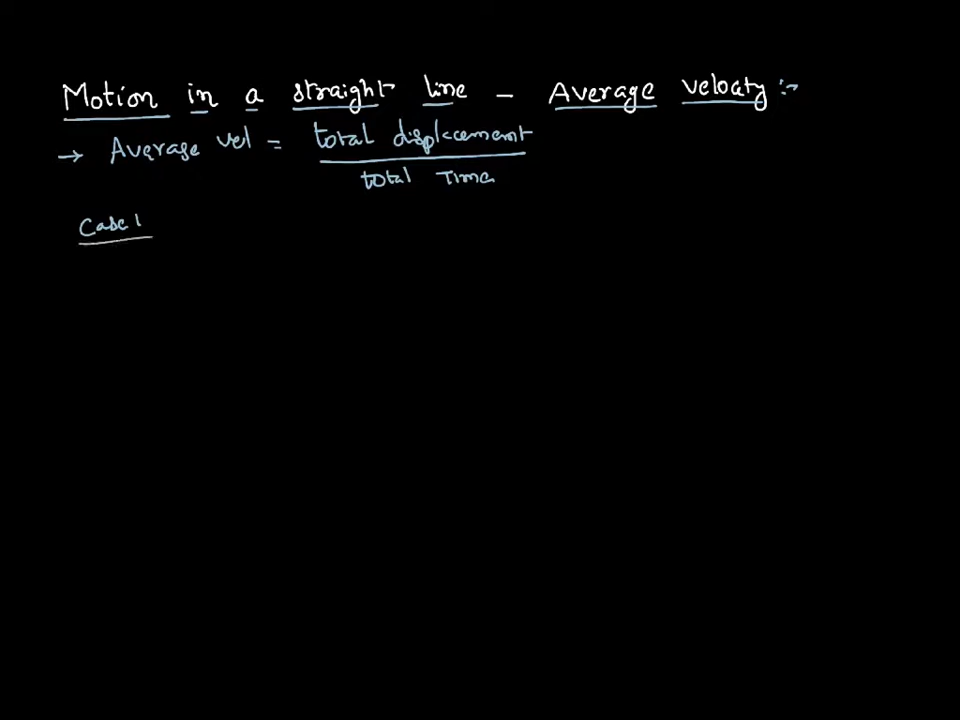 Motion in a straight line - Average velocity :-
→ Average vel = total displacement
total Time
Case 1